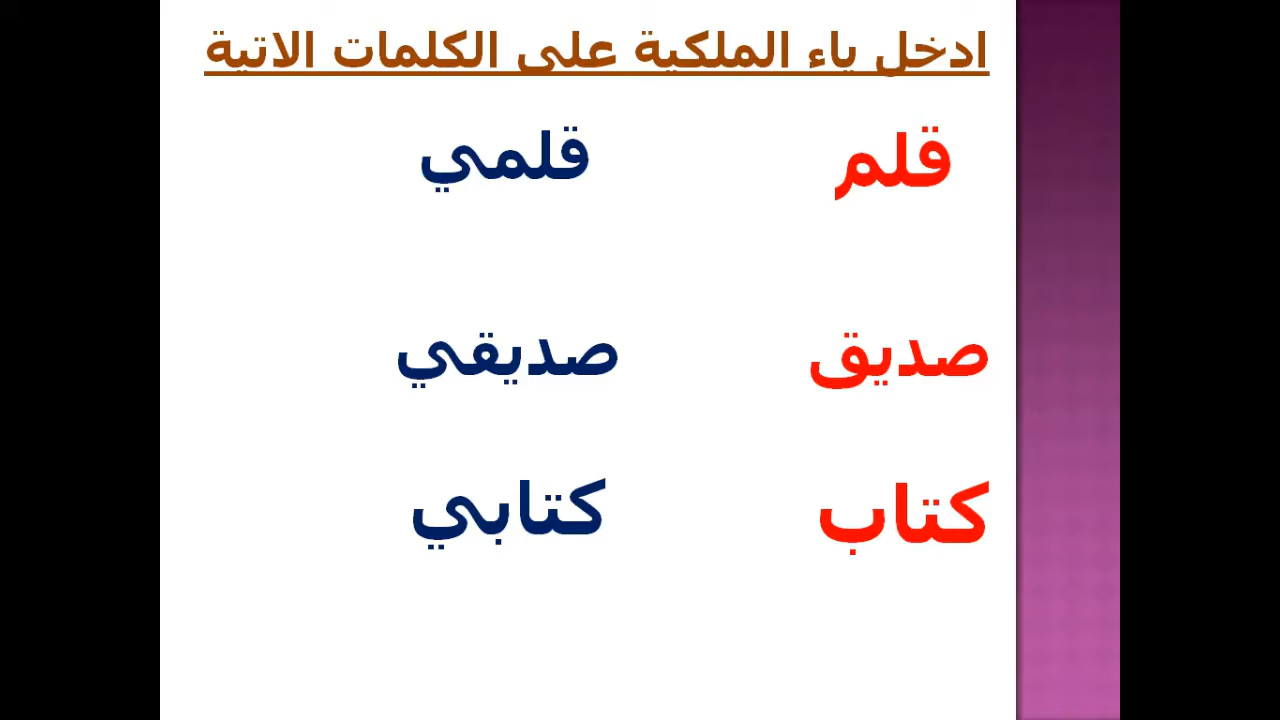 ادخل ياء الملكية على الكلمات الاتية
قلم قلمي
صديق صديقي
كتاب كتابي